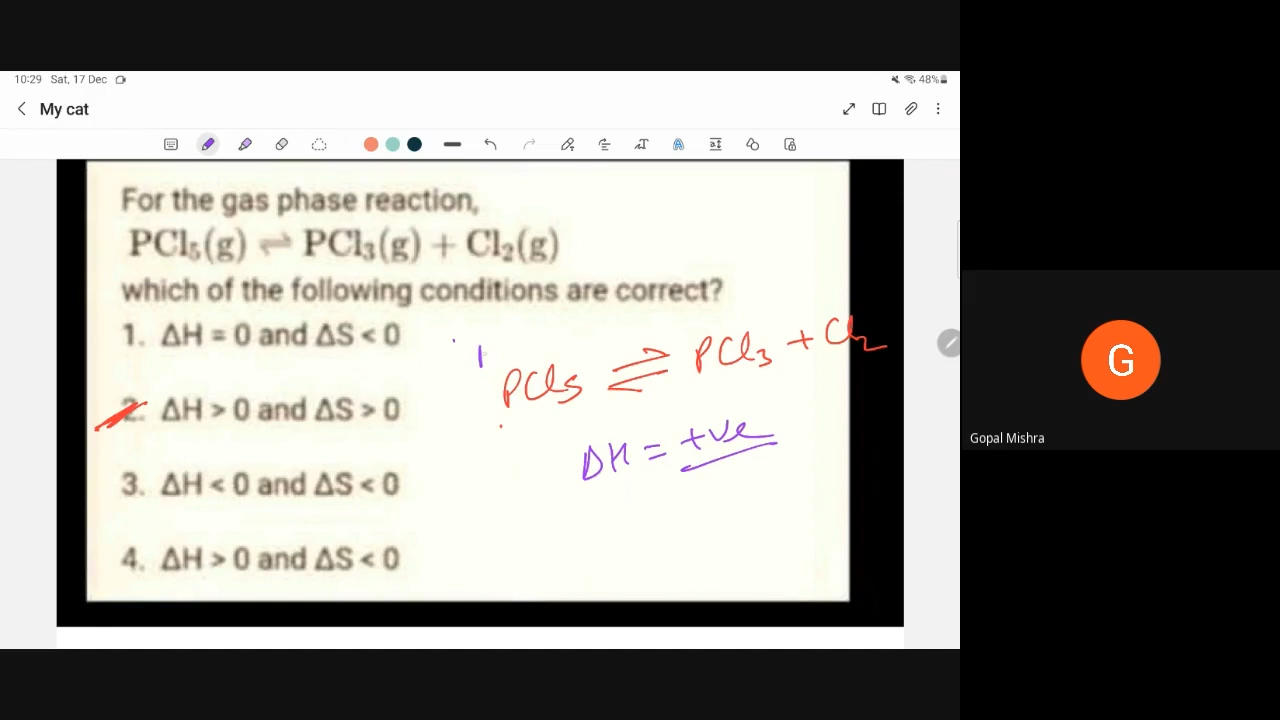 10:29 Sat, 17 Dec
48%
My cat
For the gas phase reaction,
PCl₅(g) ⇌ PCl₃(g) + Cl₂(g)
which of the following conditions are correct?
1. ΔH = 0 and ΔS < 0
2. ΔH > 0 and ΔS > 0
3. ΔH < 0 and ΔS < 0
4. ΔH > 0 and ΔS < 0
PCl5 ⇌ PCl3 + Cl2
ΔH = +ve
G
Gopal Mishra